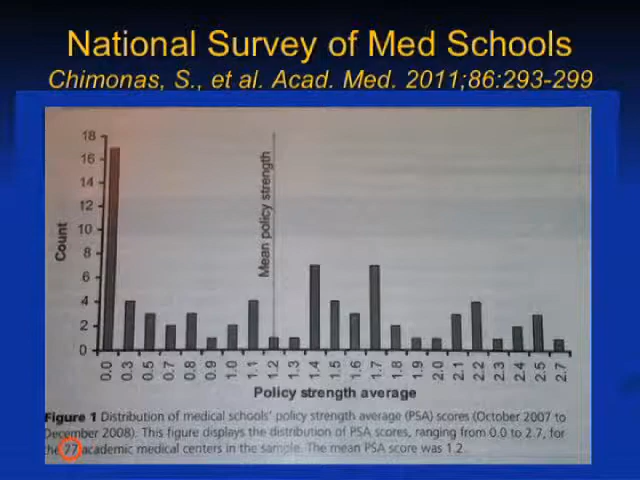 National Survey of Med Schools
Chimonas, S., et al. Acad. Med. 2011;86:293-299
18
16
14
12
10
8
6
4
2
0
Count
Mean policy strength
0.0 0.3 0.5 0.7 0.8 0.9 1.0 1.1 1.2 1.3 1.4 1.5 1.6 1.7 1.8 1.9 2.0 2.1 2.2 2.3 2.4 2.5 2.7
Policy strength average
Figure 1 Distribution of medical schools' policy strength average (PSA) scores (October 2007 to
December 2008). This figure displays the distribution of PSA scores, ranging from 0.0 to 2.7, for
the 77 academic medical centers in the sample. The mean PSA score was 1.2.